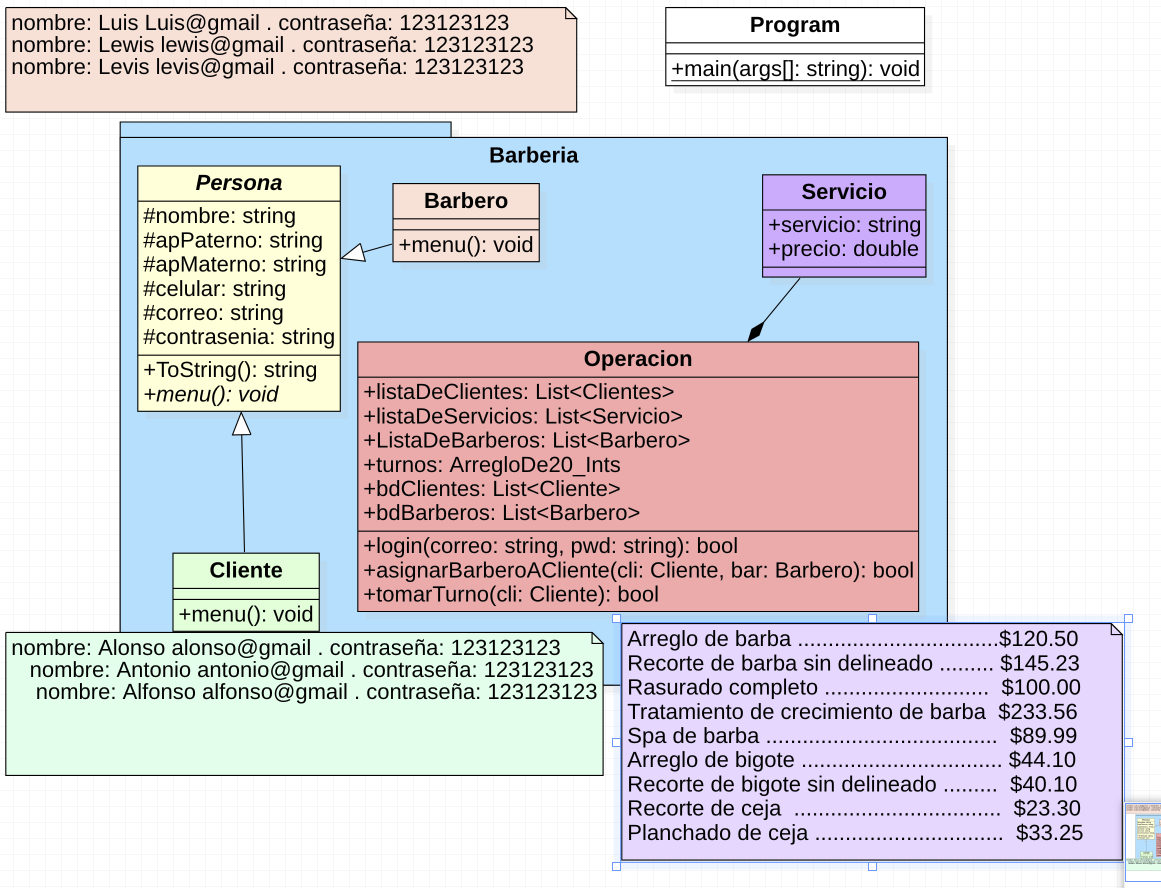 nombre: Luis Luis@gmail . contraseña: 123123123
nombre: Lewis lewis@gmail . contraseña: 123123123
nombre: Levis levis@gmail . contraseña: 123123123
Program
+main(args[]: string): void
Barberia
Persona
#nombre: string
#apPaterno: string
#apMaterno: string
#celular: string
#correo: string
#contrasenia: string
+ToString(): string
+menu(): void
Barbero
+menu(): void
Servicio
+servicio: string
+precio: double
Operacion
+listaDeClientes: List<Clientes>
+listaDeServicios: List<Servicio>
+ListaDeBarberos: List<Barbero>
+turnos: ArregloDe20_Ints
+bdClientes: List<Cliente>
+bdBarberos: List<Barbero>
+login(correo: string, pwd: string): bool
+asignarBarberoACliente(cli: Cliente, bar: Barbero): bool
+tomarTurno(cli: Cliente): bool
Cliente
+menu(): void
nombre: Alonso alonso@gmail . contraseña: 123123123
nombre: Antonio antonio@gmail . contraseña: 123123123
nombre: Alfonso alfonso@gmail . contraseña: 123123123
Arreglo de barba ..................................$120.50
Recorte de barba sin delineado ......... $145.23
Rasurado completo ............................ $100.00
Tratamiento de crecimiento de barba $233.56
Spa de barba ....................................... $89.99
Arreglo de bigote .................................. $44.10
Recorte de bigote sin delineado ......... $40.10
Recorte de ceja ................................... $23.30
Planchado de ceja ................................ $33.25